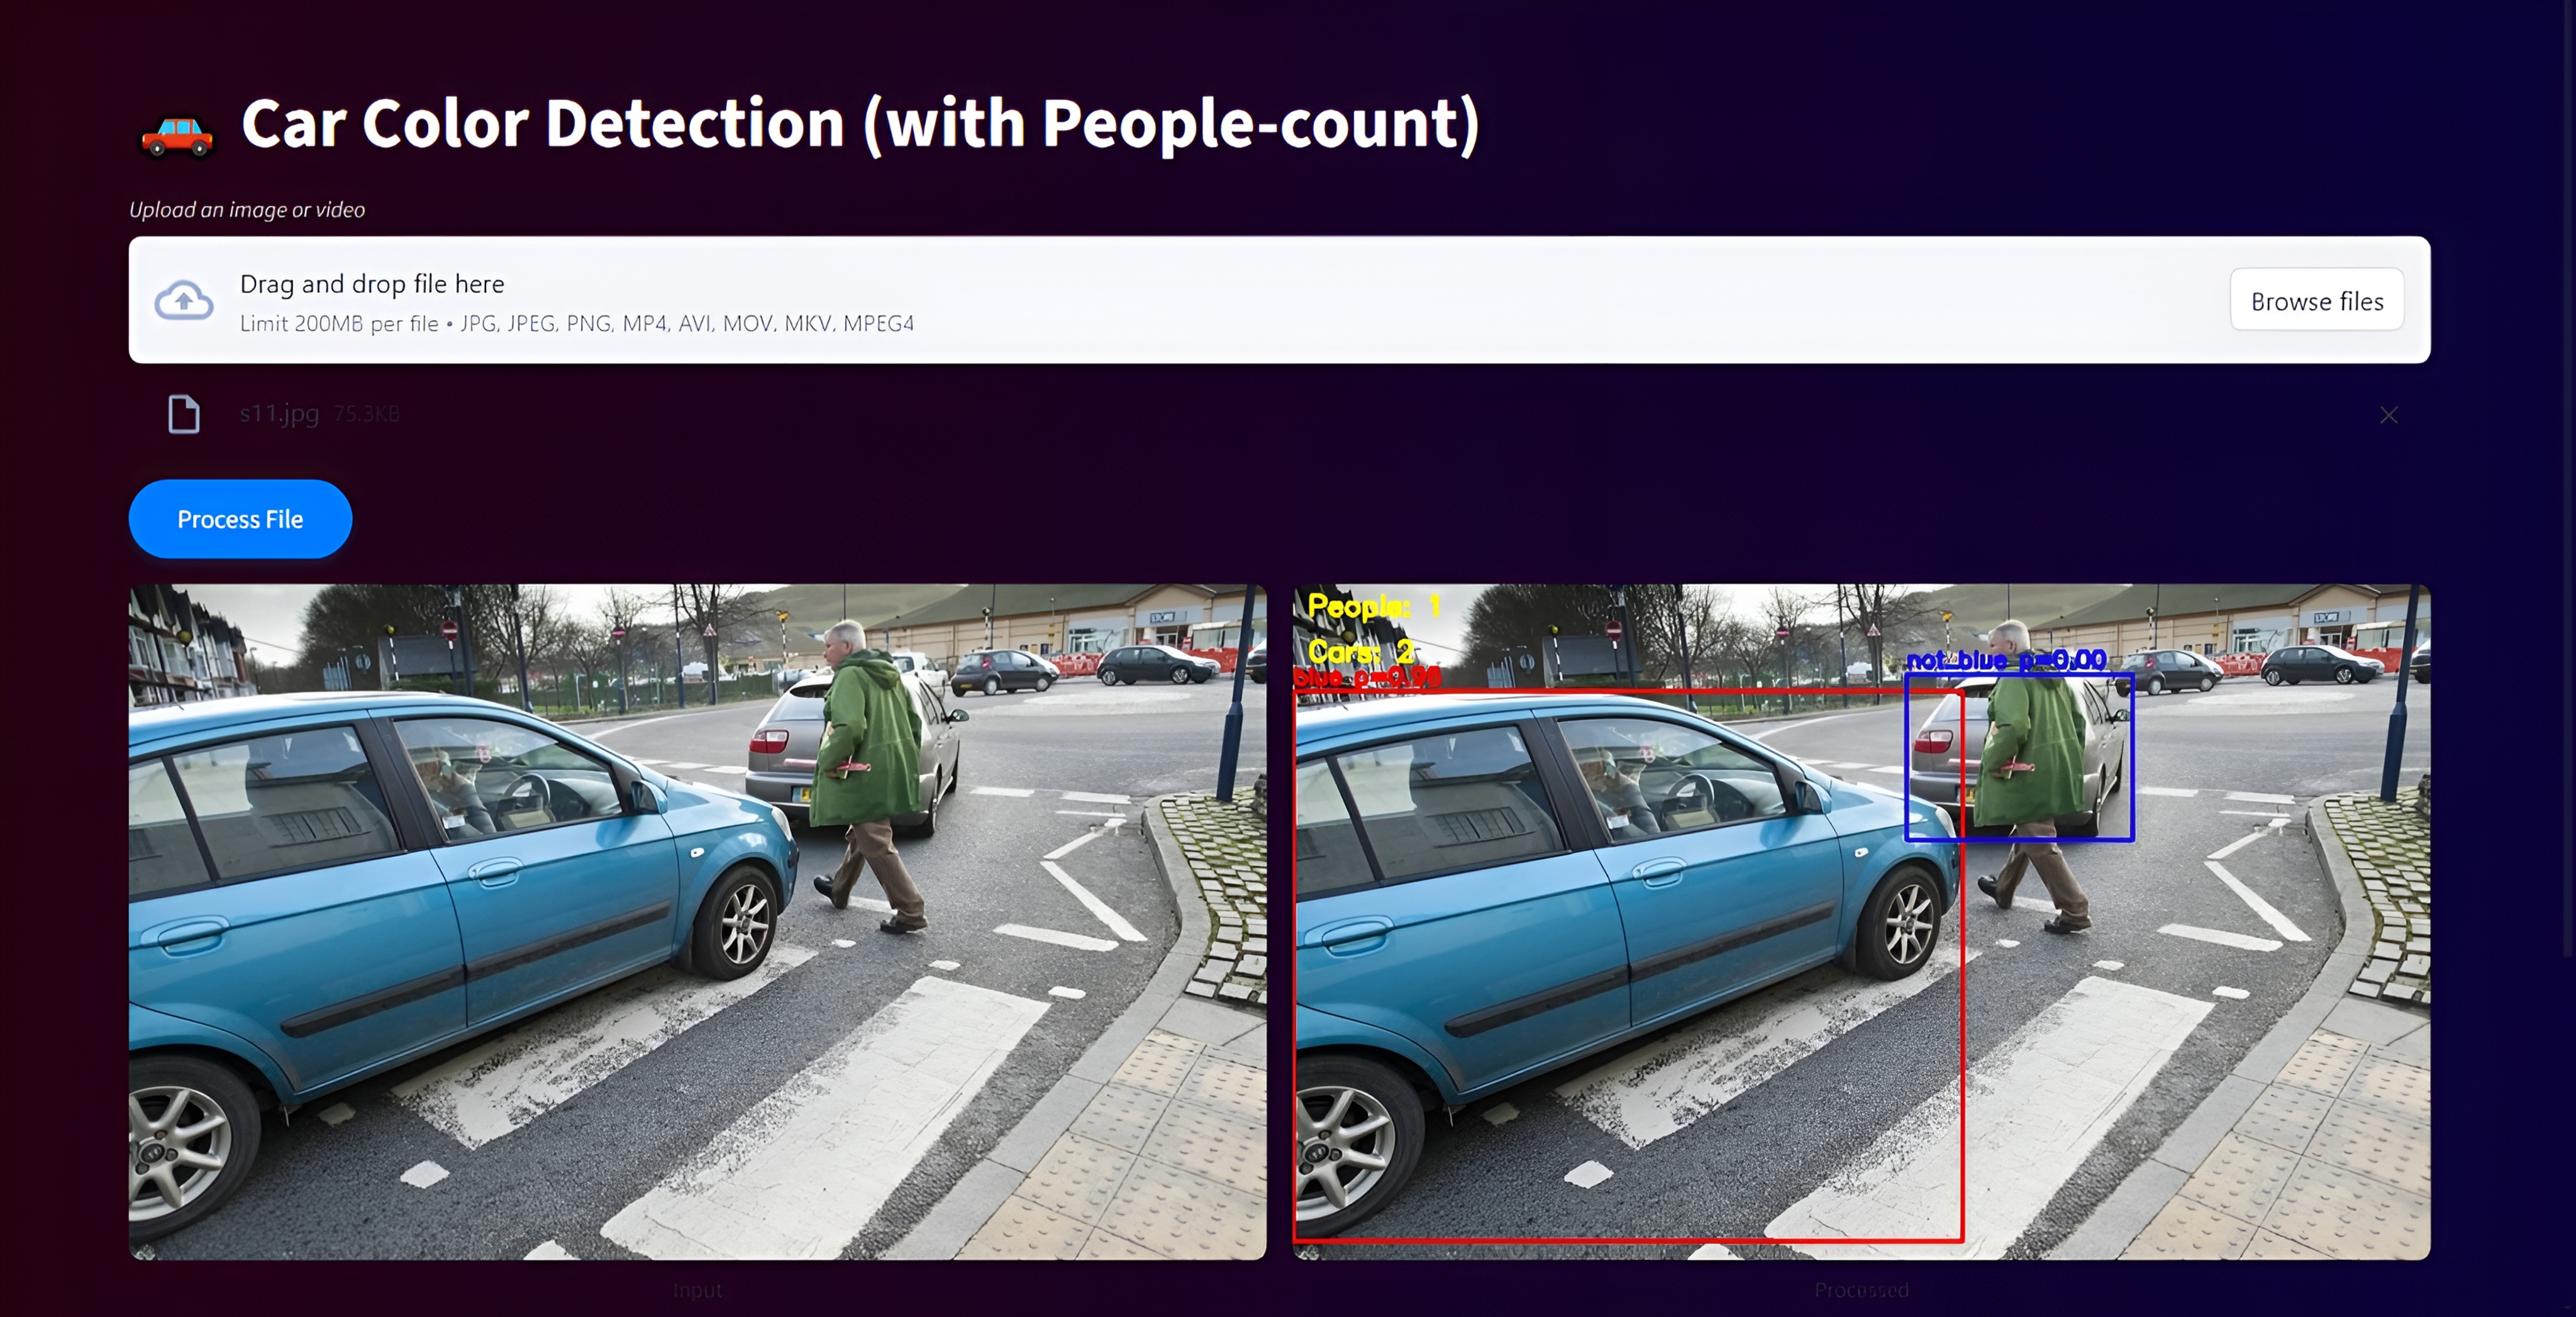 Car Color Detection (with People-count)
Upload an image or video
Drag and drop file here
Limit 200MB per file • JPG, JPEG, PNG, MP4, AVI, MOV, MKV, MPEG4
Browse files
s11.jpg 75.3KB
Process File
People: 1
Cars: 2
blue p=0.98
not_blue p=0.00
Input
Processed